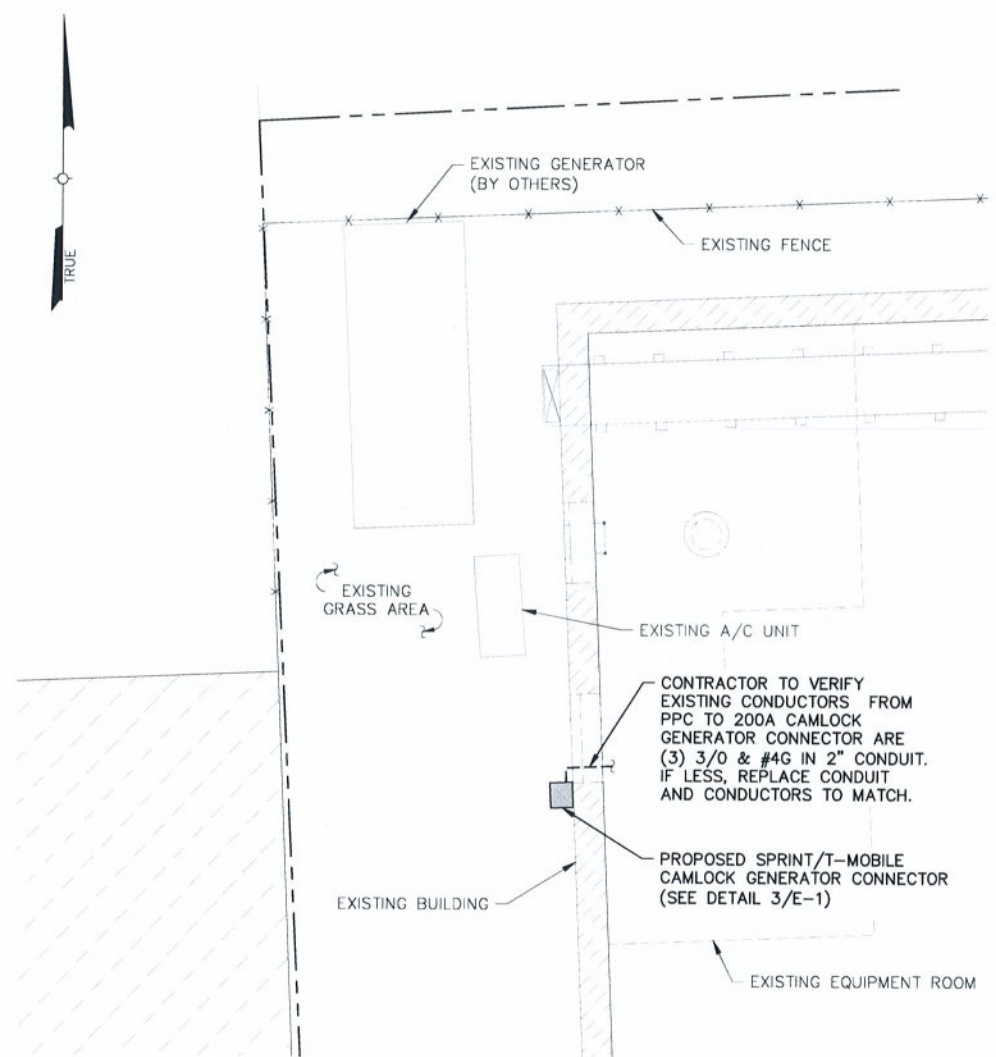 EXISTING GENERATOR
(BY OTHERS)
TRUE
EXISTING FENCE
EXISTING
GRASS AREA
EXISTING A/C UNIT
CONTRACTOR TO VERIFY
EXISTING CONDUCTORS FROM
PPC TO 200A CAMLOCK
GENERATOR CONNECTOR ARE
(3) 3/0 & #4G IN 2" CONDUIT.
IF LESS, REPLACE CONDUIT
AND CONDUCTORS TO MATCH.
PROPOSED SPRINT/T-MOBILE
CAMLOCK GENERATOR CONNECTOR
(SEE DETAIL 3/E-1)
EXISTING BUILDING
EXISTING EQUIPMENT ROOM